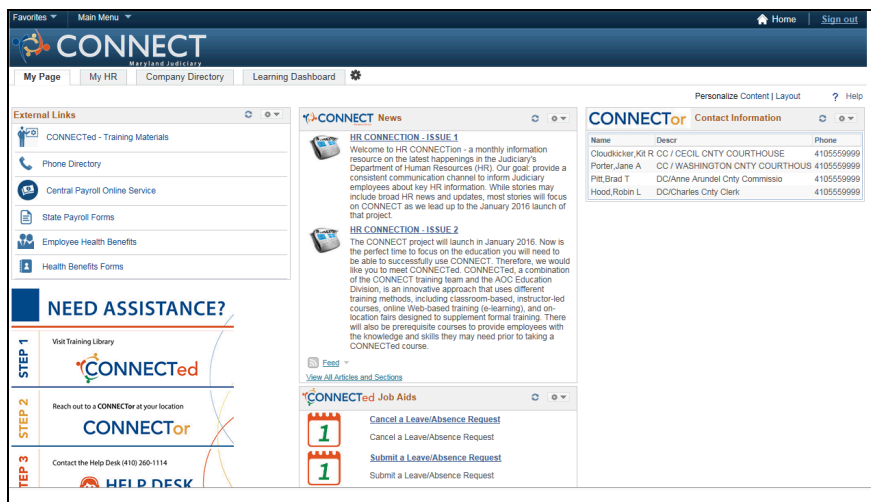 Favorites Main Menu Home Sign out
CONNECT
Maryland Judiciary
My Page My HR Company Directory Learning Dashboard
Personalize Content | Layout ? Help
External Links
CONNECTed - Training Materials
Phone Directory
Central Payroll Online Service
State Payroll Forms
Employee Health Benefits
Health Benefits Forms
NEED ASSISTANCE?
STEP 1
Visit Training Library
CONNECTed
STEP 2
Reach out to a CONNECTor at your location
CONNECTor
STEP 3
Contact the Help Desk (410) 260-1114
HELP DESK
CONNECT News
HR CONNECTION - ISSUE 1
Welcome to HR CONNECTion - a monthly information
resource on the latest happenings in the Judiciary's
Department of Human Resources (HR). Our goal: provide a
consistent communication channel to inform Judiciary
employees about key HR information. While stories may
include broad HR news and updates, most stories will focus
on CONNECT as we lead up to the January 2016 launch of
that project.
HR CONNECTION - ISSUE 2
The CONNECT project will launch in January 2016. Now is
the perfect time to focus on the education you will need to
be able to successfully use CONNECT. Therefore, we would
like you to meet CONNECTed. CONNECTed, a combination
of the CONNECT training team and the AOC Education
Division, is an innovative approach that uses different
training methods, including classroom-based, instructor-led
courses, online Web-based training (e-learning), and on-
location fairs designed to supplement formal training. There
will also be prerequisite courses to provide employees with
the knowledge and skills they may need prior to taking a
CONNECTed course.
Feed
View All Articles and Sections
CONNECTed Job Aids
1
Cancel a Leave/Absence Request
Cancel a Leave/Absence Request
1
Submit a Leave/Absence Request
Submit a Leave/Absence Request
CONNECTor Contact Information
Name Descr Phone
Cloudkicker,Kit R CC / CECIL CNTY COURTHOUSE 4105559999
Porter,Jane A CC / WASHINGTON CNTY COURTHOUS 4105559999
Pitt,Brad T DC/Anne Arundel Cnty Commissio 4105559999
Hood,Robin L DC/Charles Cnty Clerk 4105559999